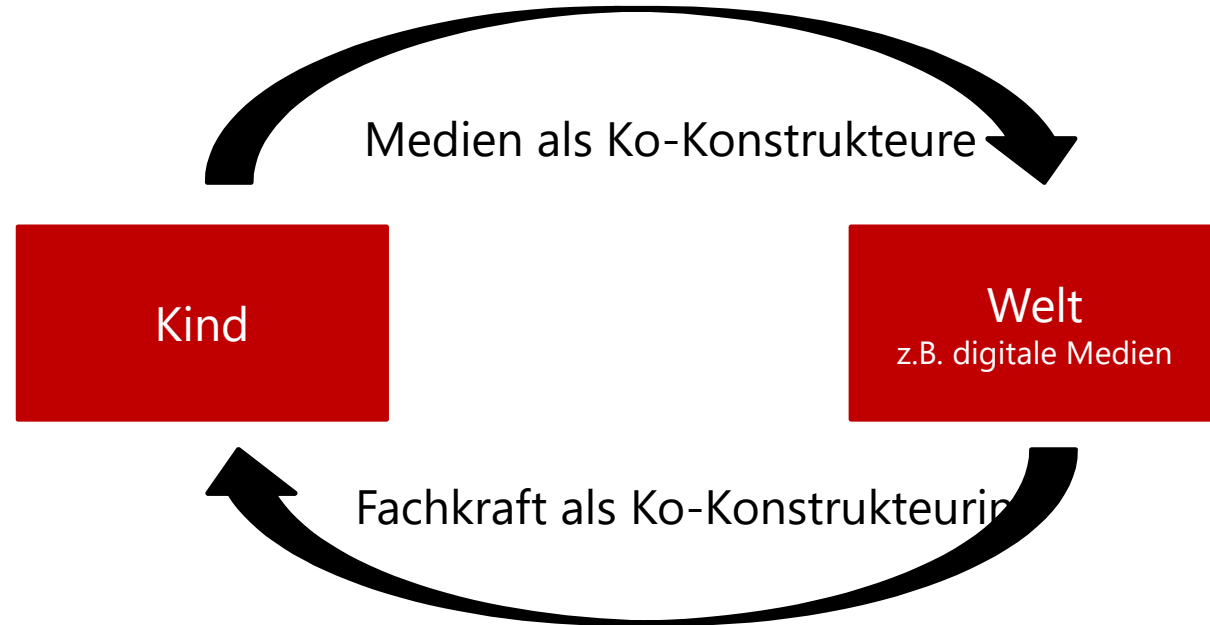 Medien als Ko-Konstrukteure
Kind
Welt
z.B. digitale Medien
Fachkraft als Ko-Konstrukteurin